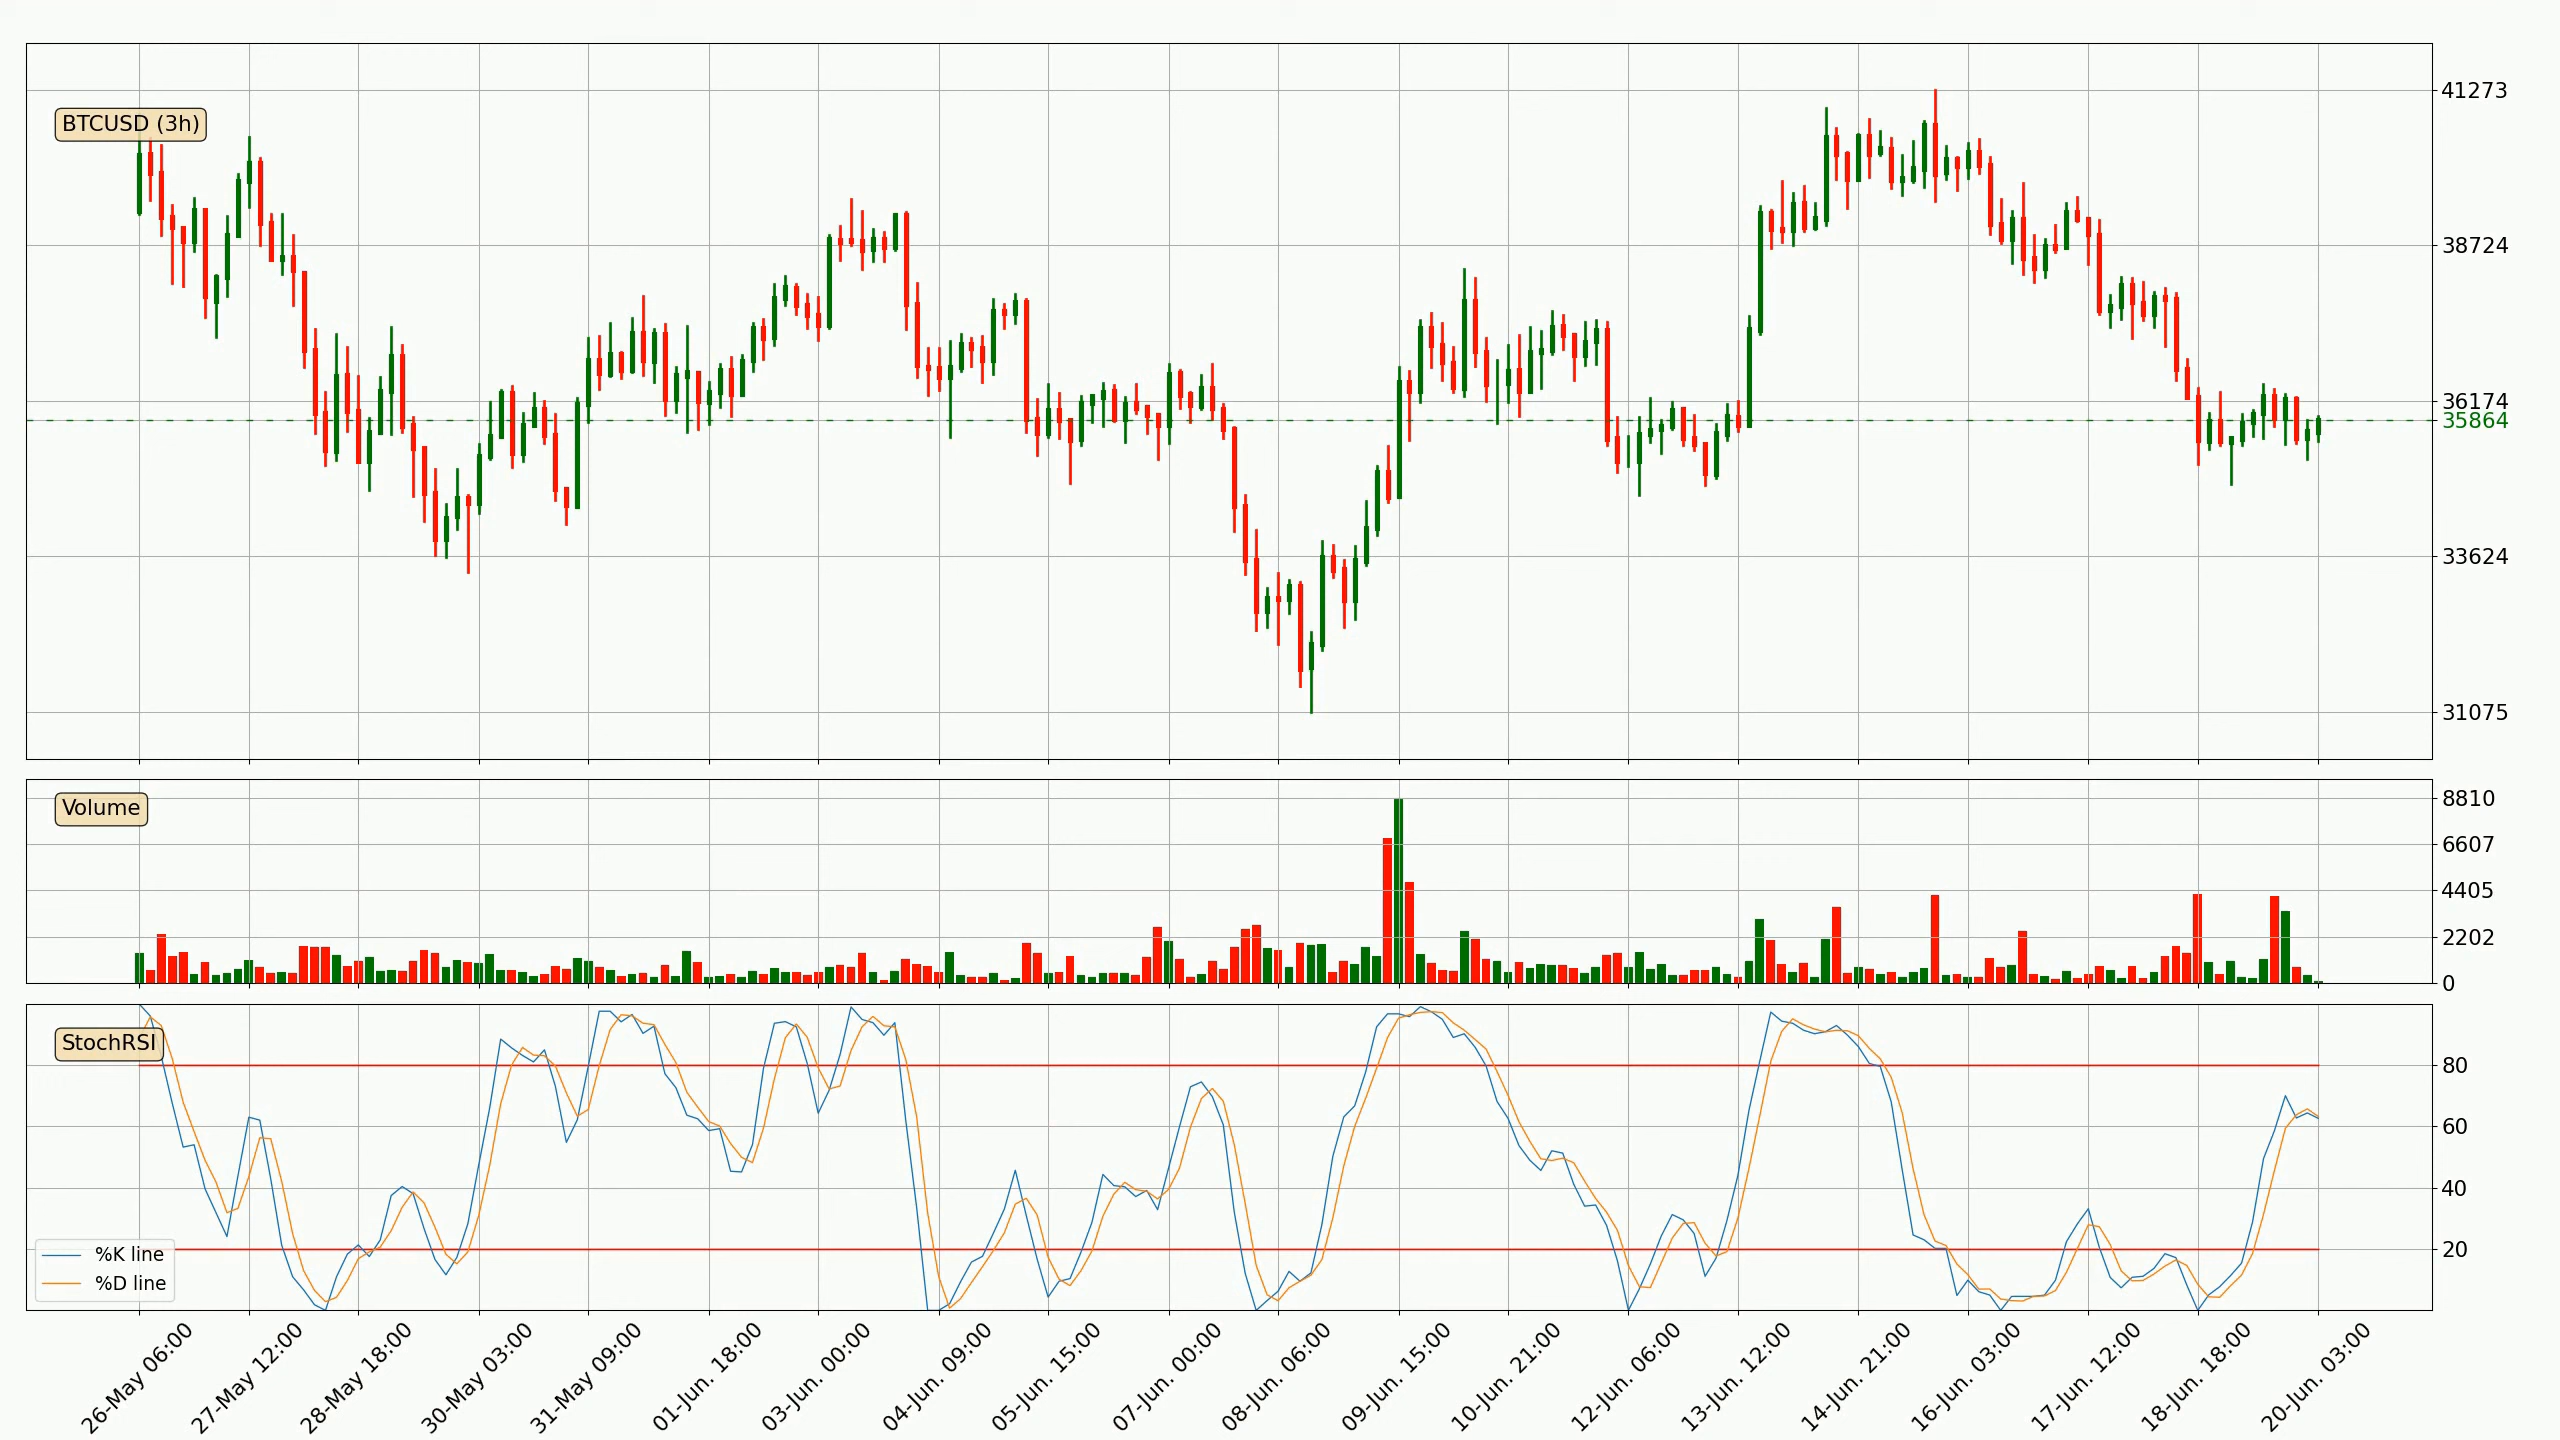 BTCUSD (3h)
41273
38724
36174
35864
33624
31075
Volume
8810
6607
4405
2202
0
StochRSI
80
60
40
20
%K line
%D line
26-May 06:00
27-May 12:00
28-May 18:00
30-May 03:00
31-May 09:00
01-Jun. 18:00
03-Jun. 00:00
04-Jun. 09:00
05-Jun. 15:00
07-Jun. 00:00
08-Jun. 06:00
09-Jun. 15:00
10-Jun. 21:00
12-Jun. 06:00
13-Jun. 12:00
14-Jun. 21:00
16-Jun. 03:00
17-Jun. 12:00
18-Jun. 18:00
20-Jun. 03:00